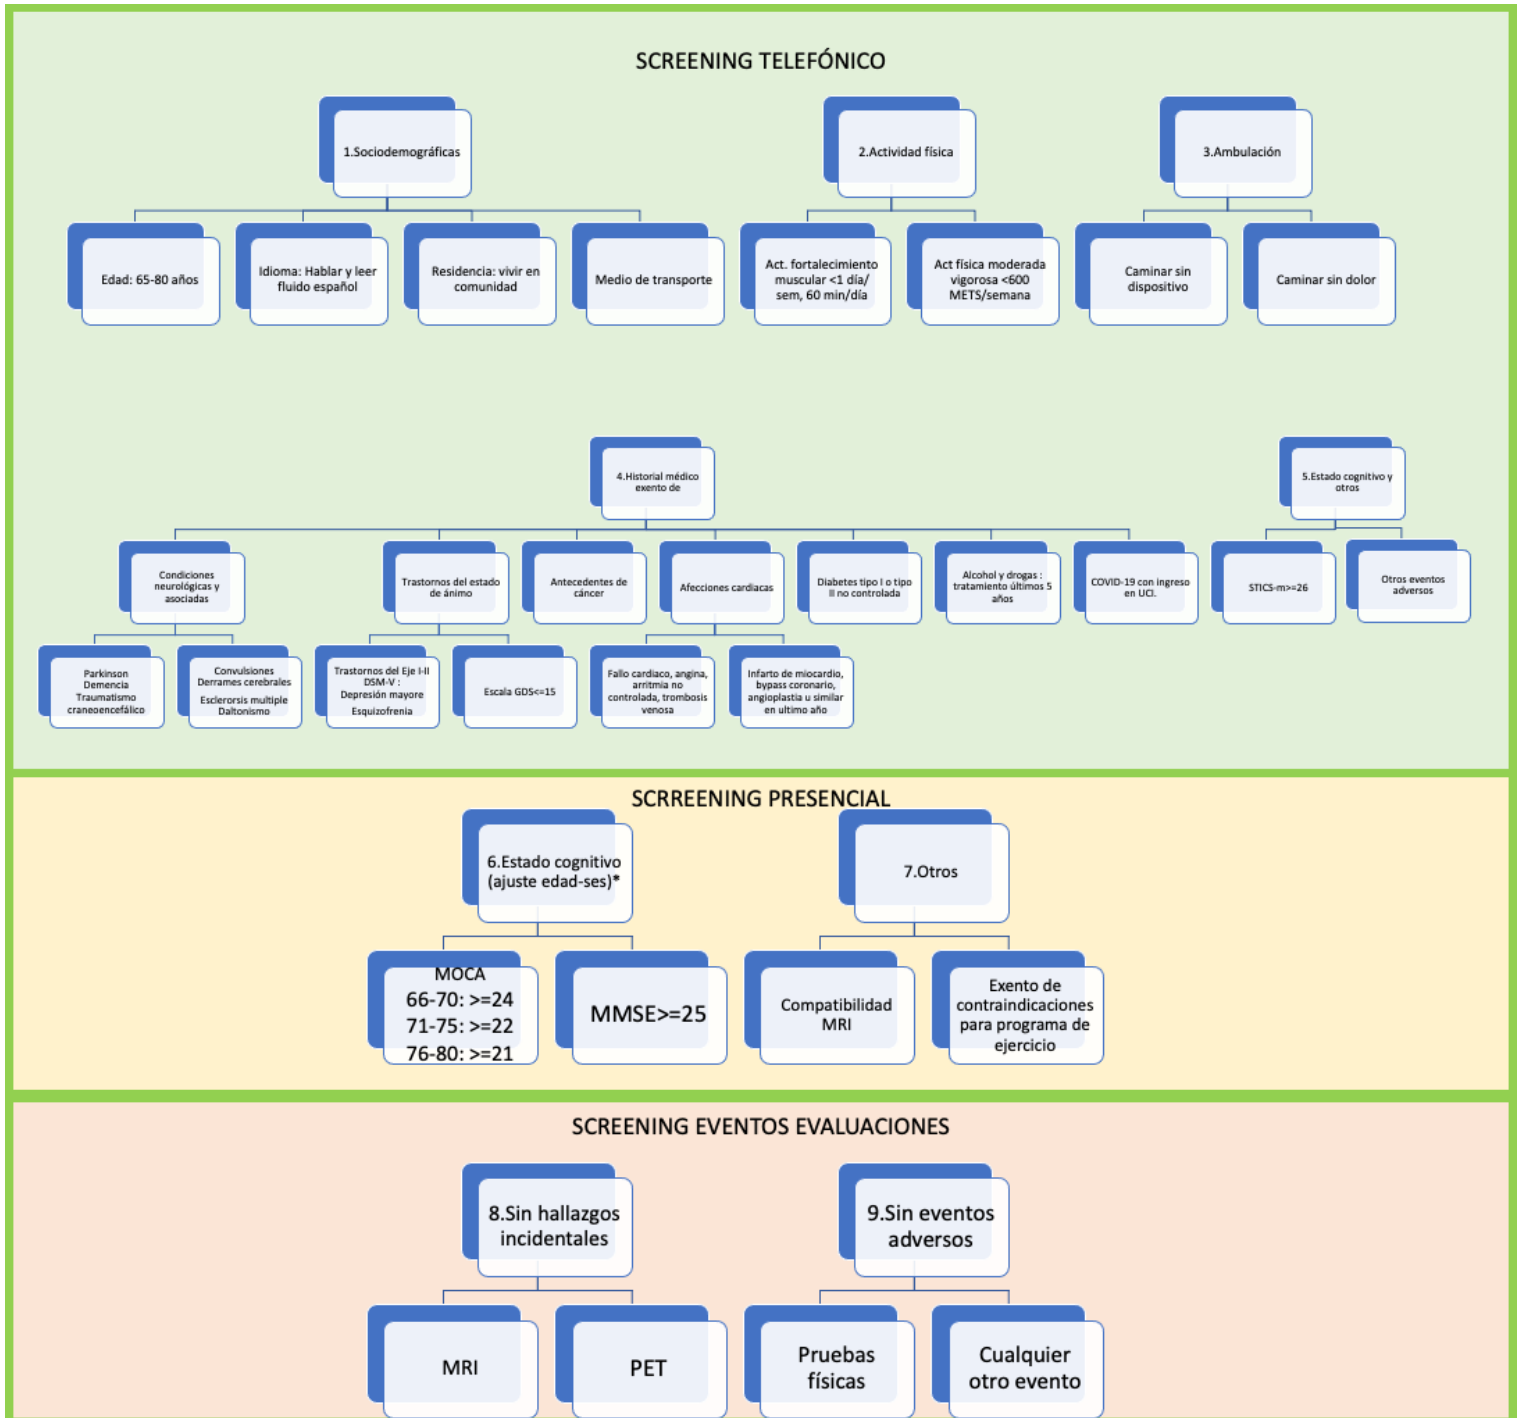 SCREENING TELEFÓNICO
1.Sociodemográficas
2.Actividad física
3.Ambulación
Edad: 65-80 años
Idioma: Hablar y leer
fluido español
Residencia: vivir en
comunidad
Medio de transporte
Act. fortalecimiento
muscular <1 día/
sem, 60 min/día
Act física moderada
vigorosa <600
METS/semana
Caminar sin
dispositivo
Caminar sin dolor
4.Historial médico
exento de
5.Estado cognitivo y
otros
Condiciones
neurológicas y
asociadas
Trastornos del estado
de ánimo
Antecedentes de
cáncer
Afecciones cardiacas
Diabetes tipo I o tipo
II no controlada
Alcohol y drogas :
tratamiento últimos 5
años
COVID-19 con ingreso
en UCI.
STICS-m>=26
Otros eventos
adversos
Parkinson
Demencia
Traumatismo
craneoencefálico
Convulsiones
Derrames cerebrales
Esclerorsis multiple
Daltonismo
Trastornos del Eje I-II
DSM-V :
Depresión mayore
Esquizofrenia
Escala GDS<=15
Fallo cardiaco, angina,
arritmia no
controlada, trombosis
venosa
Infarto de miocardio,
bypass coronario,
angioplastia u similar
en ultimo año
SCRREENING PRESENCIAL
6.Estado cognitivo
(ajuste edad-ses)*
7.Otros
MOCA
66-70: >=24
71-75: >=22
76-80: >=21
MMSE>=25
Compatibilidad
MRI
Exento de
contraindicaciones
para programa de
ejercicio
SCREENING EVENTOS EVALUACIONES
8.Sin hallazgos
incidentales
9.Sin eventos
adversos
MRI
PET
Pruebas
físicas
Cualquier
otro evento